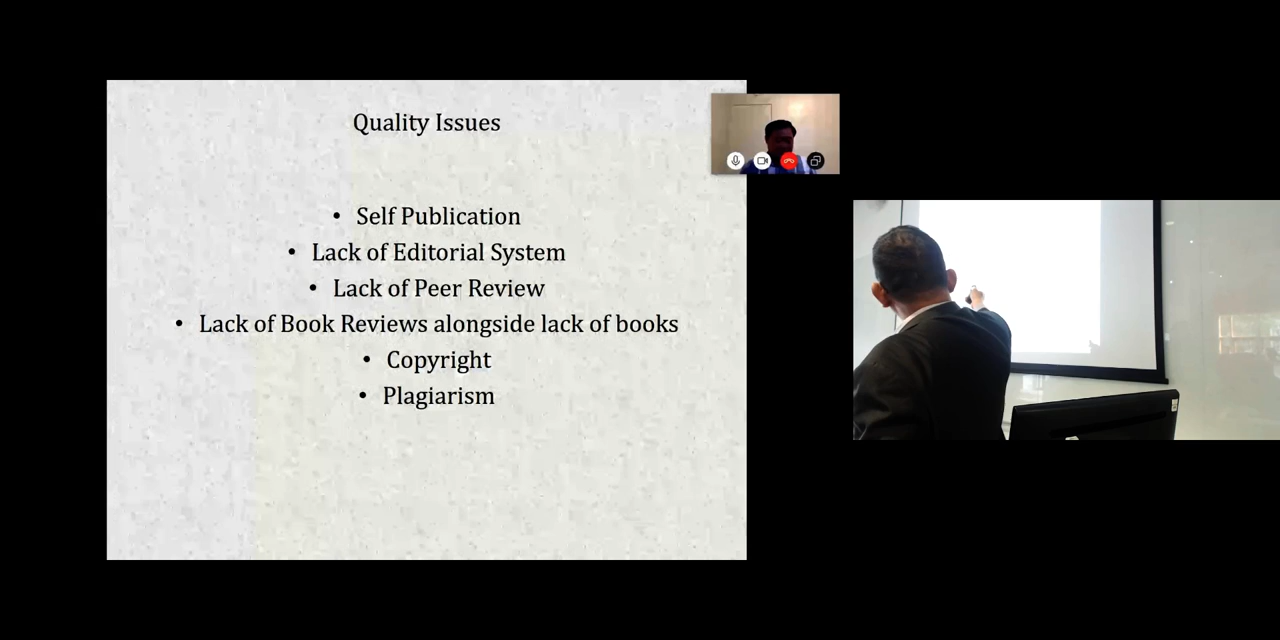 Quality Issues
• Self Publication
• Lack of Editorial System
• Lack of Peer Review
• Lack of Book Reviews alongside lack of books
• Copyright
• Plagiarism